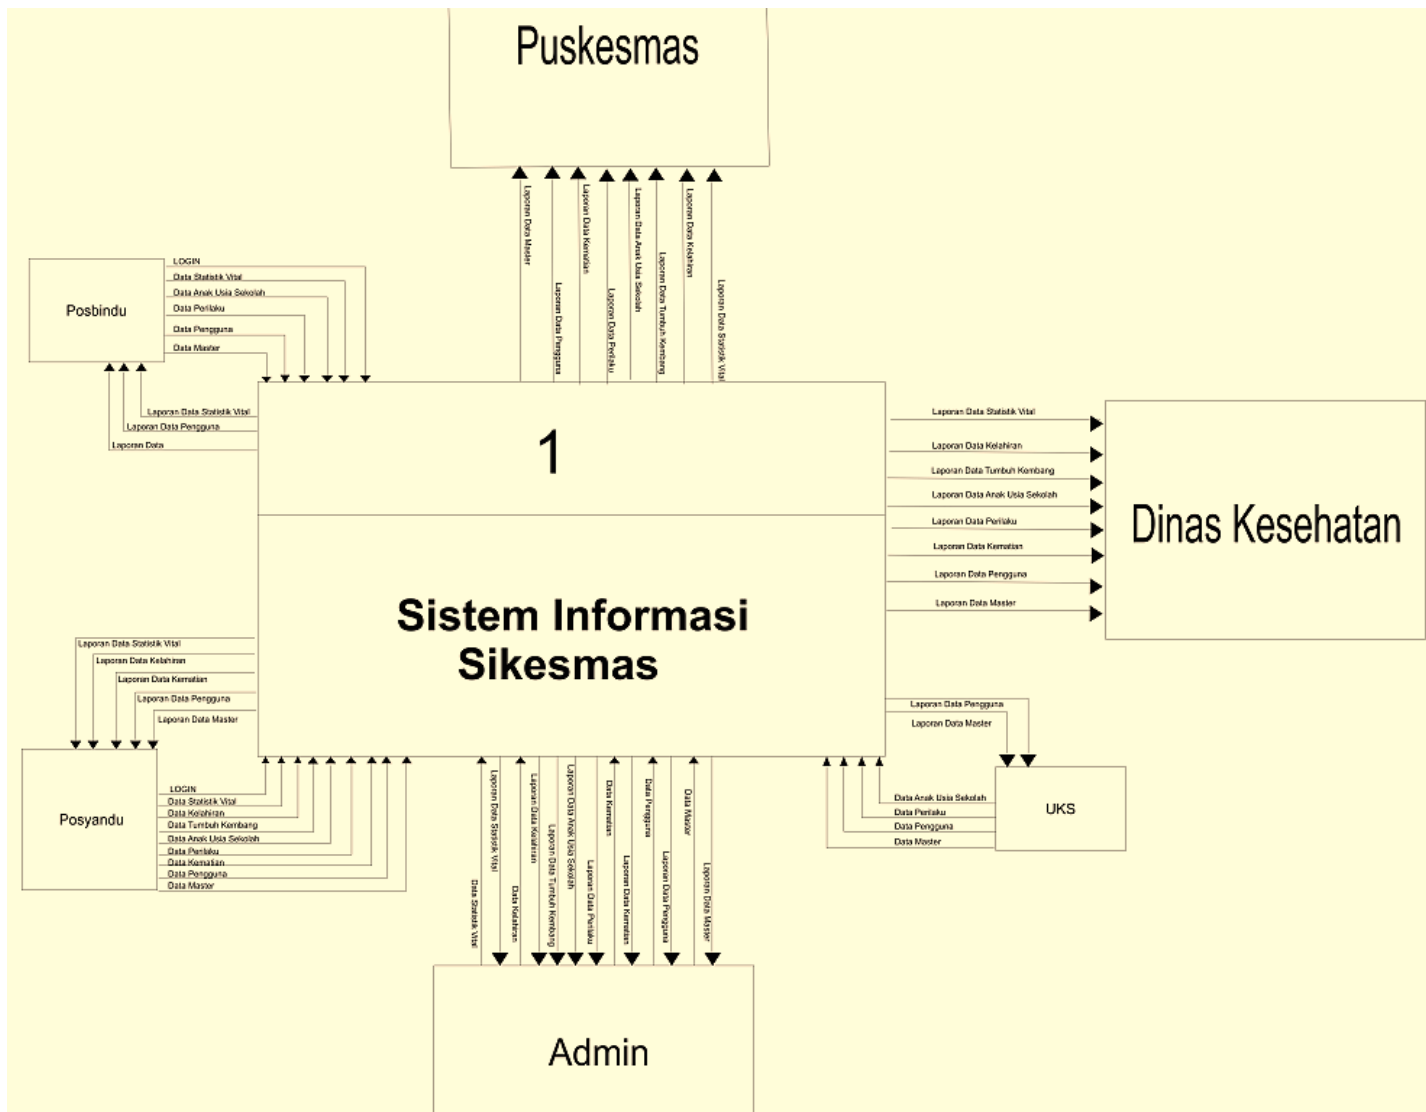 Puskesmas
Laporan Data Master
Laporan Data Pengguna
Laporan Data Kematian
Laporan Data Perilaku
Laporan Data Anak Usia Sekolah
Laporan Data Tumbuh Kembang
Laporan Data Kelahiran
Laporan Data Statistik Vital
Posbindu
LOGIN
Data Statistik Vital
Data Anak Usia Sekolah
Data Perilaku
Data Pengguna
Data Master
Laporan Data Statistik Vital
Laporan Data Pengguna
Laporan Data
1
Sistem Informasi
Sikesmas
Laporan Data Statistik Vital
Laporan Data Kelahiran
Laporan Data Tumbuh Kembang
Laporan Data Anak Usia Sekolah
Laporan Data Perilaku
Laporan Data Kematian
Laporan Data Pengguna
Laporan Data Master
Dinas Kesehatan
Laporan Data Statistik Vital
Laporan Data Kelahiran
Laporan Data Kematian
Laporan Data Pengguna
Laporan Data Master
Posyandu
LOGIN
Data Statistik Vital
Data Kelahiran
Data Tumbuh Kembang
Data Anak Usia Sekolah
Data Perilaku
Data Kematian
Data Pengguna
Data Master
Data Statistik Vital
Laporan Data Statistik Vital
Data Kelahiran
Laporan Data Kelahiran
Laporan Data Tumbuh Kembang
Laporan Data Anak Usia Sekolah
Laporan Data Perilaku
Data Kematian
Laporan Data Kematian
Data Pengguna
Laporan Data Pengguna
Data Master
Laporan Data Master
Admin
Laporan Data Pengguna
Laporan Data Master
UKS
Data Anak Usia Sekolah
Data Perilaku
Data Pengguna
Data Master